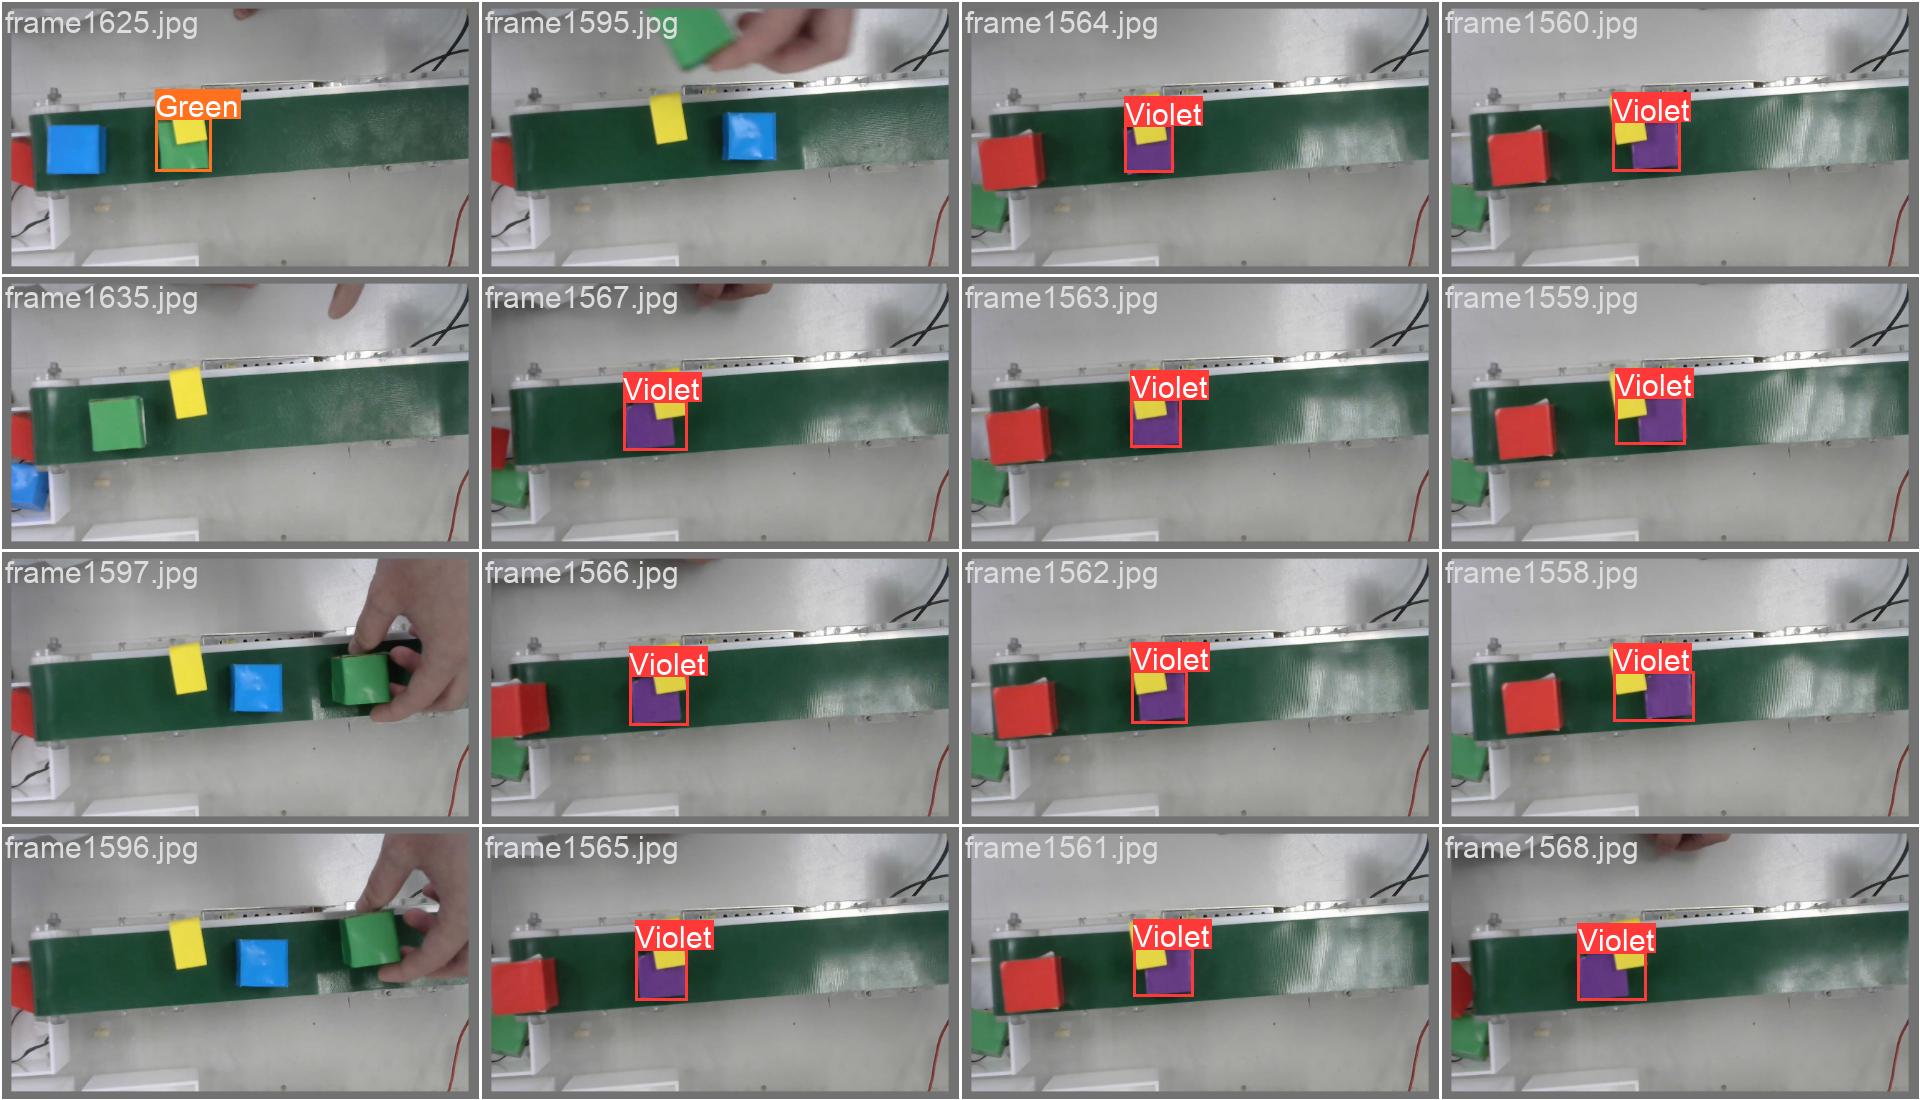 frame1625.jpg
Green
frame1595.jpg
frame1564.jpg
Violet
frame1560.jpg
Violet
frame1635.jpg
frame1567.jpg
Violet
frame1563.jpg
Violet
frame1559.jpg
Violet
frame1597.jpg
frame1566.jpg
Violet
frame1562.jpg
Violet
frame1558.jpg
Violet
frame1596.jpg
frame1565.jpg
Violet
frame1561.jpg
Violet
frame1568.jpg
Violet